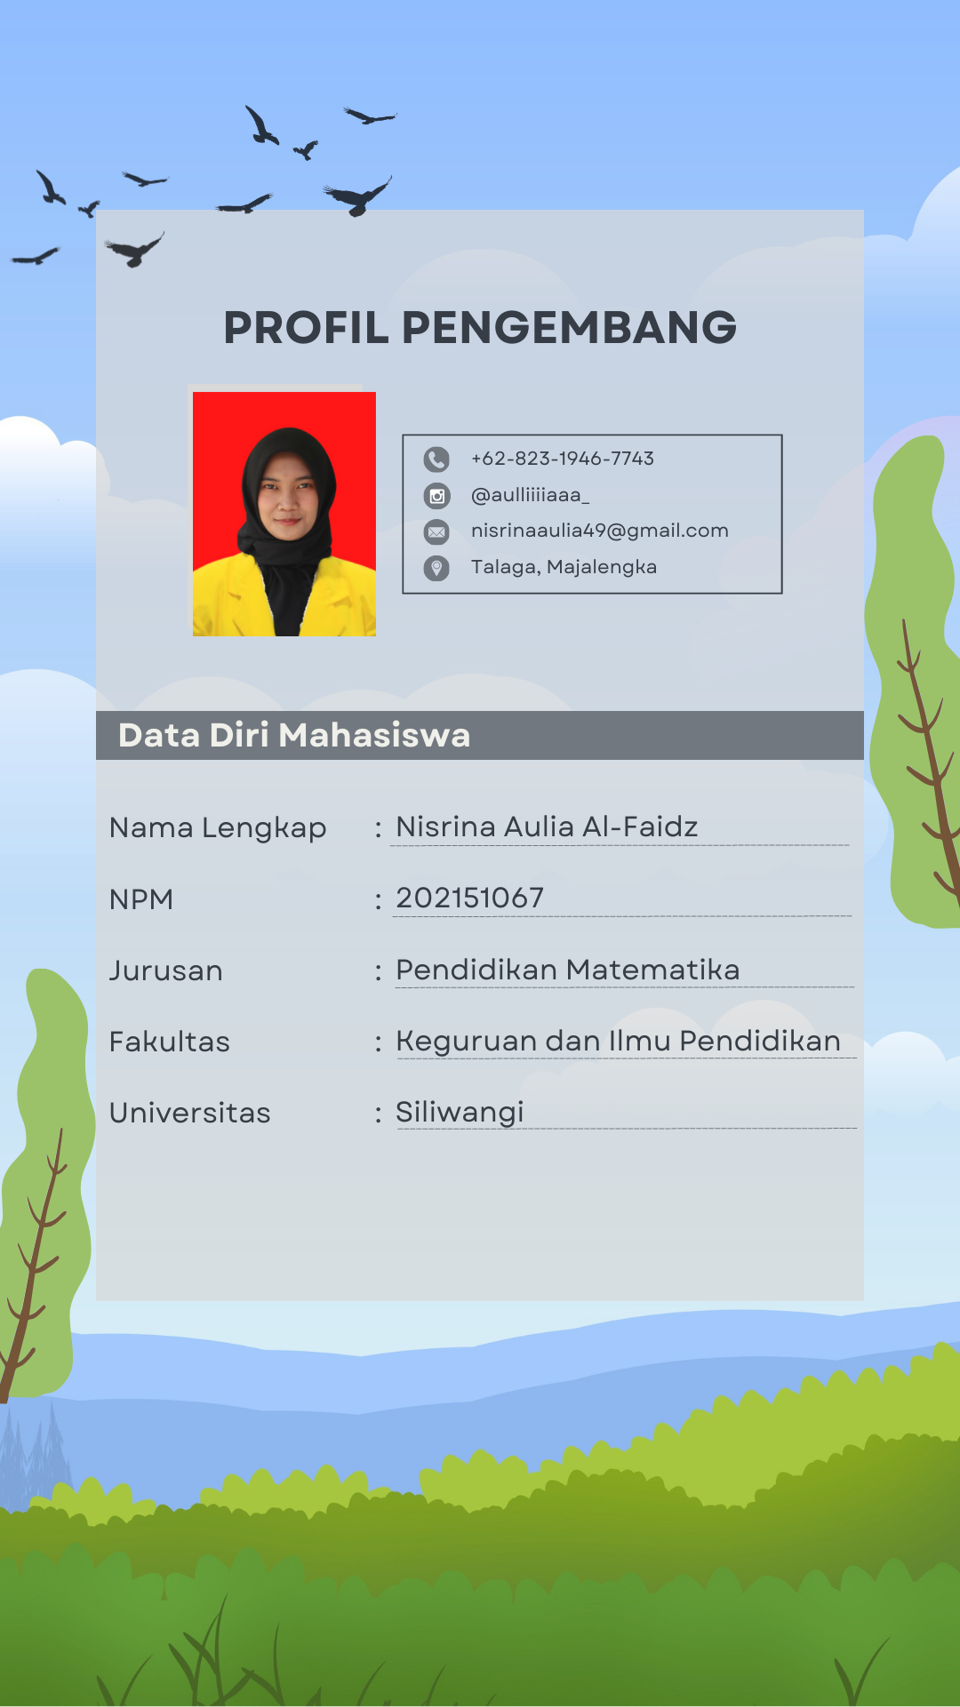 PROFIL PENGEMBANG
+62-823-1946-7743
@aulliiiiaaa_
nisrinaaulia49@gmail.com
Talaga, Majalengka
Data Diri Mahasiswa
Nama Lengkap : Nisrina Aulia Al-Faidz
NPM : 202151067
Jurusan : Pendidikan Matematika
Fakultas : Keguruan dan Ilmu Pendidikan
Universitas : Siliwangi